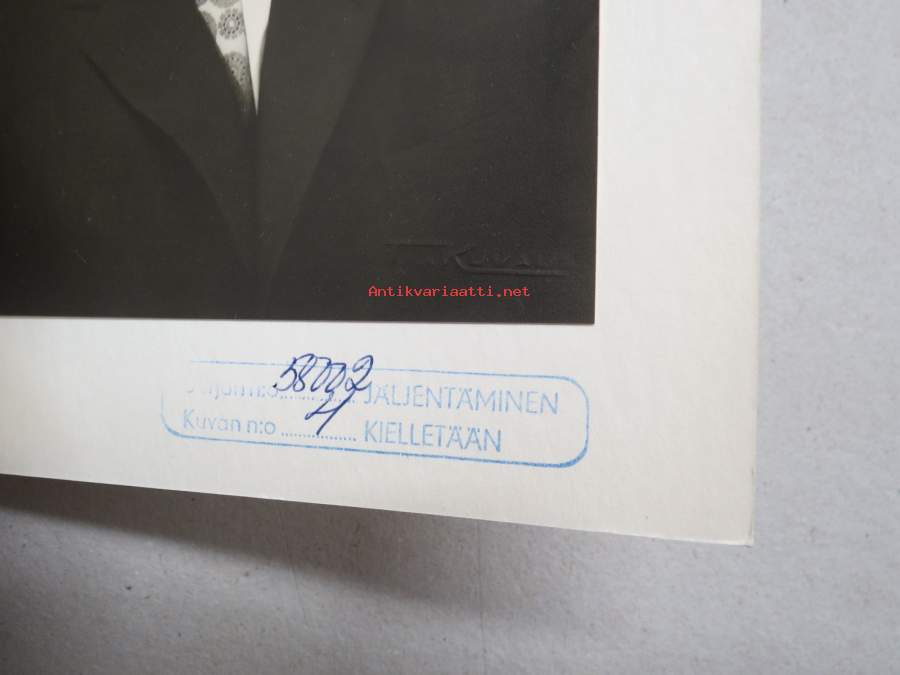 Antikvariaatti.net
58002 JÄLJENTÄMINEN
Kuvan n:o ........ 4 KIELLETÄÄN